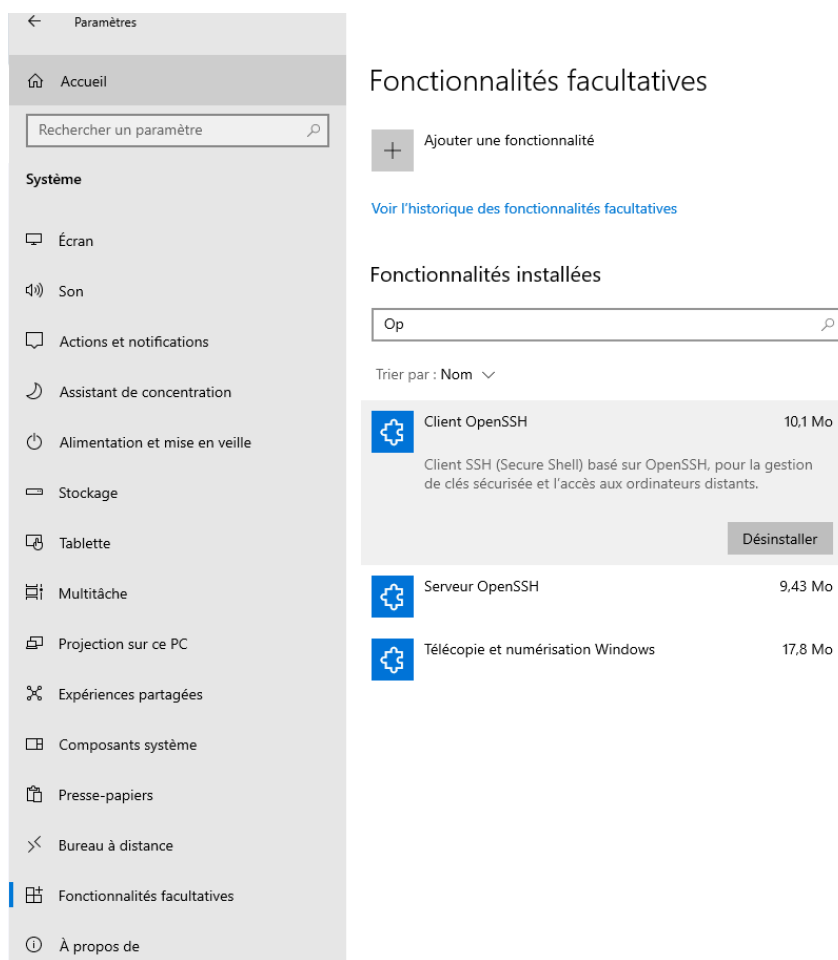 Paramètres
Accueil
Rechercher un paramètre
Système
Écran
Son
Actions et notifications
Assistant de concentration
Alimentation et mise en veille
Stockage
Tablette
Multitâche
Projection sur ce PC
Expériences partagées
Composants système
Presse-papiers
Bureau à distance
Fonctionnalités facultatives
À propos de
Fonctionnalités facultatives
Ajouter une fonctionnalité
Voir l'historique des fonctionnalités facultatives
Fonctionnalités installées
Op
Trier par : Nom
Client OpenSSH 10,1 Mo
Client SSH (Secure Shell) basé sur OpenSSH, pour la gestion
de clés sécurisée et l'accès aux ordinateurs distants.
Désinstaller
Serveur OpenSSH 9,43 Mo
Télécopie et numérisation Windows 17,8 Mo